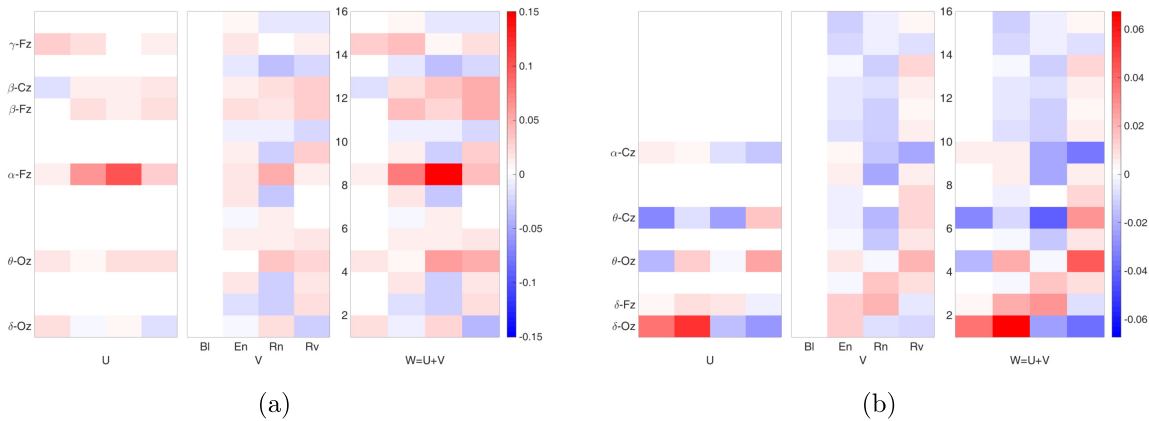 γ-Fz
β-Cz
β-Fz
α-Fz
θ-Oz
δ-Oz
U
Bl En Rn Rv
V
16
14
12
10
8
6
4
2
W=U+V
0.15
0.1
0.05
0
-0.05
-0.1
-0.15
(a)
α-Cz
θ-Cz
θ-Oz
δ-Fz
δ-Oz
U
Bl En Rn Rv
V
16
14
12
10
8
6
4
2
W=U+V
0.06
0.04
0.02
0
-0.02
-0.04
-0.06
(b)